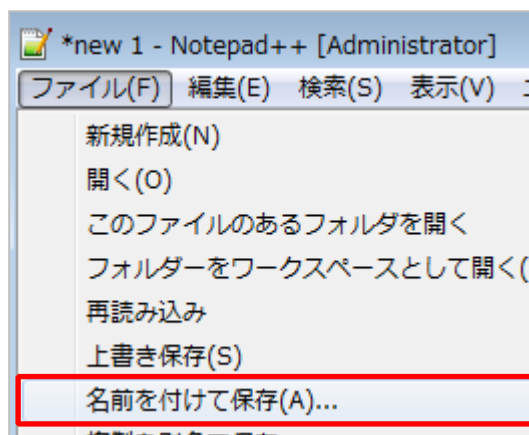 *new 1 - Notepad++ [Administrator]
ファイル(F) 編集(E) 検索(S) 表示(V)
新規作成(N)
開く(O)
このファイルのあるフォルダを開く
フォルダーをワークスペースとして開く(
再読み込み
上書き保存(S)
名前を付けて保存(A)...